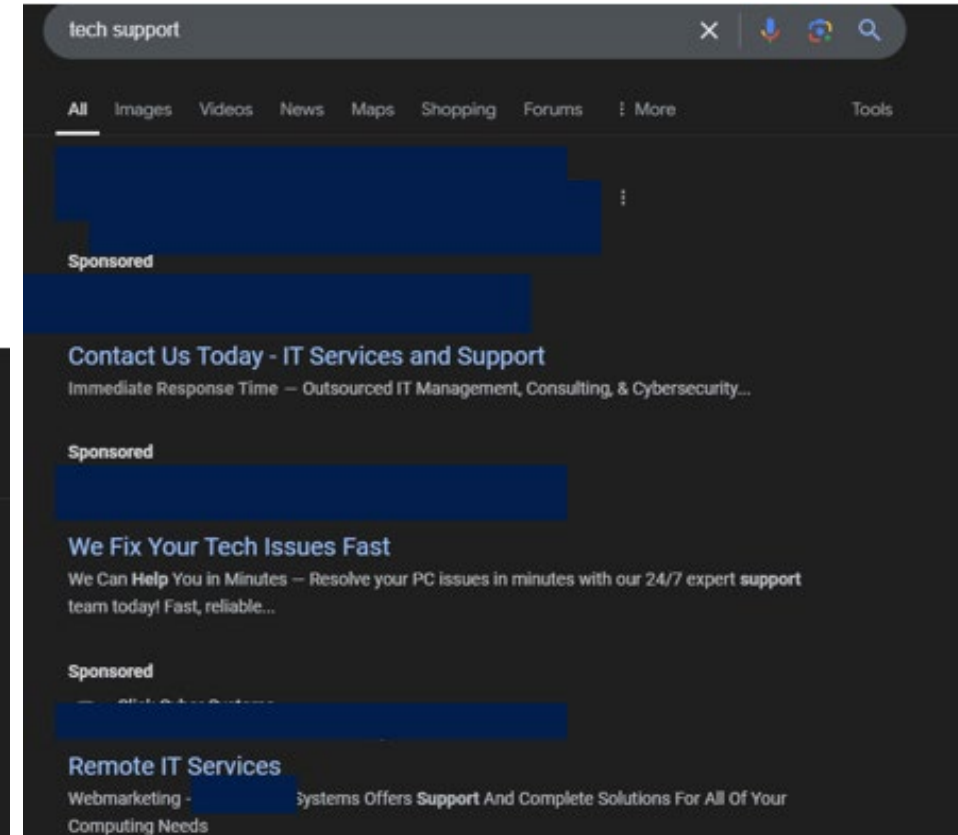 tech support
All Images Videos News Maps Shopping Forums More Tools
Sponsored
Contact Us Today - IT Services and Support
Immediate Response Time — Outsourced IT Management, Consulting, & Cybersecurity...
Sponsored
We Fix Your Tech Issues Fast
We Can Help You in Minutes — Resolve your PC issues in minutes with our 24/7 expert support
team today! Fast, reliable...
Sponsored
Remote IT Services
Webmarketing - Systems Offers Support And Complete Solutions For All Of Your
Computing Needs